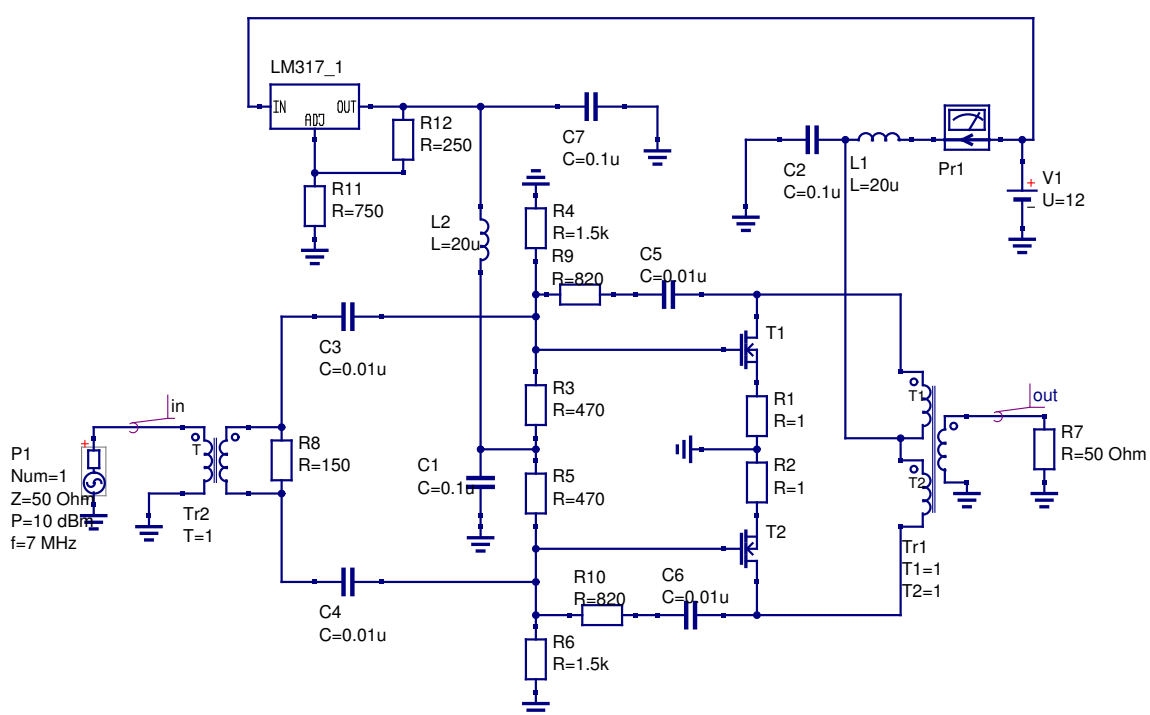 LM317_1
IN
OUT
ADJ
R12
R=250
R11
R=750
C7
C=0.1u
C2
C=0.1u
L1
L=20u
Pr1
V1
U=12
+
−
L2
L=20u
R4
R=1.5k
R9
R=820
C5
C=0.01u
C3
C=0.01u
T1
R3
R=470
R1
R=1
in
T
R8
R=150
P1
Num=1
Z=50 Ohm
P=10 dBm
f=7 MHz
+
Tr2
T=1
C1
C=0.1u
R5
R=470
R2
R=1
T2
T1
T2
out
R7
R=50 Ohm
Tr1
T1=1
T2=1
C4
C=0.01u
R10
R=820
C6
C=0.01u
R6
R=1.5k